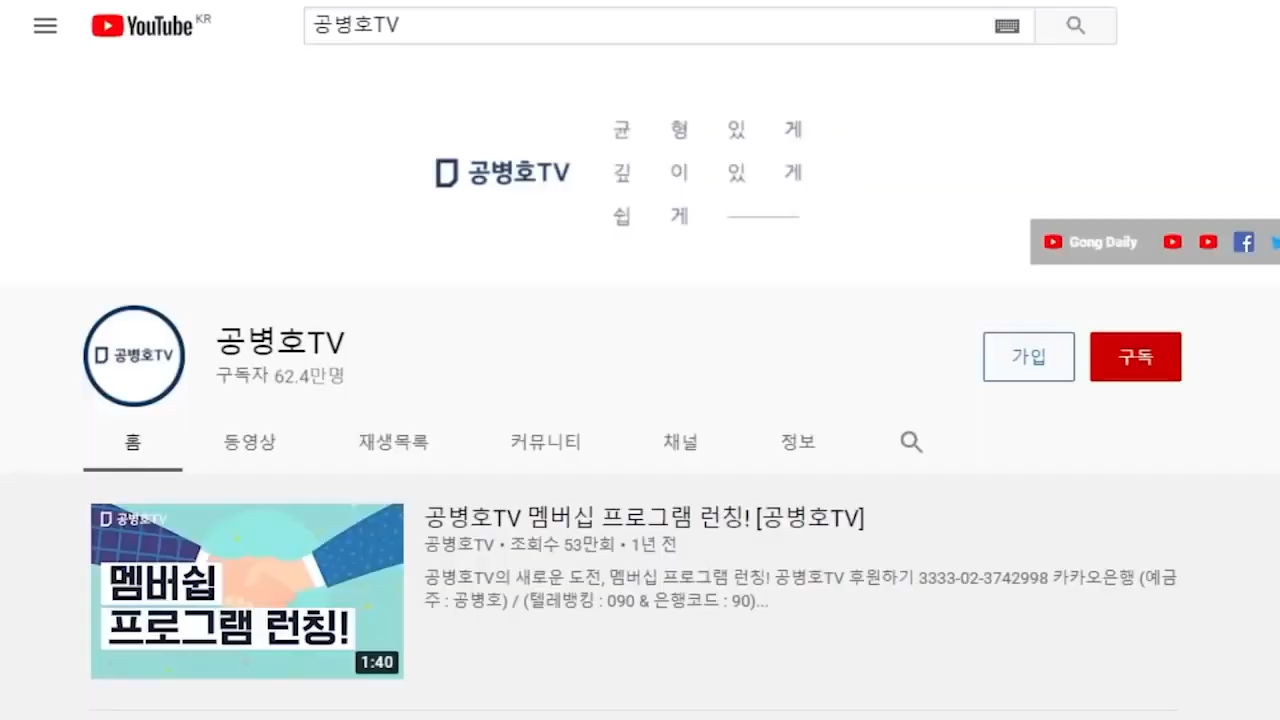 YouTube KR
공병호TV
균 형 있 게
공병호TV
깊 이 있 게
쉽 게
Gong Daily
공병호TV
공병호TV
구독자 62.4만명
가입
구독
홈
동영상
재생목록
커뮤니티
채널
정보
공병호TV
멤버쉽
프로그램 런칭!
1:40
공병호TV 멤버십 프로그램 런칭! [공병호TV]
공병호TV • 조회수 53만회 • 1년 전
공병호TV의 새로운 도전, 멤버십 프로그램 런칭! 공병호TV 후원하기 3333-02-3742998 카카오은행 (예금
주 : 공병호) / (텔레뱅킹 : 090 & 은행코드 : 90)...